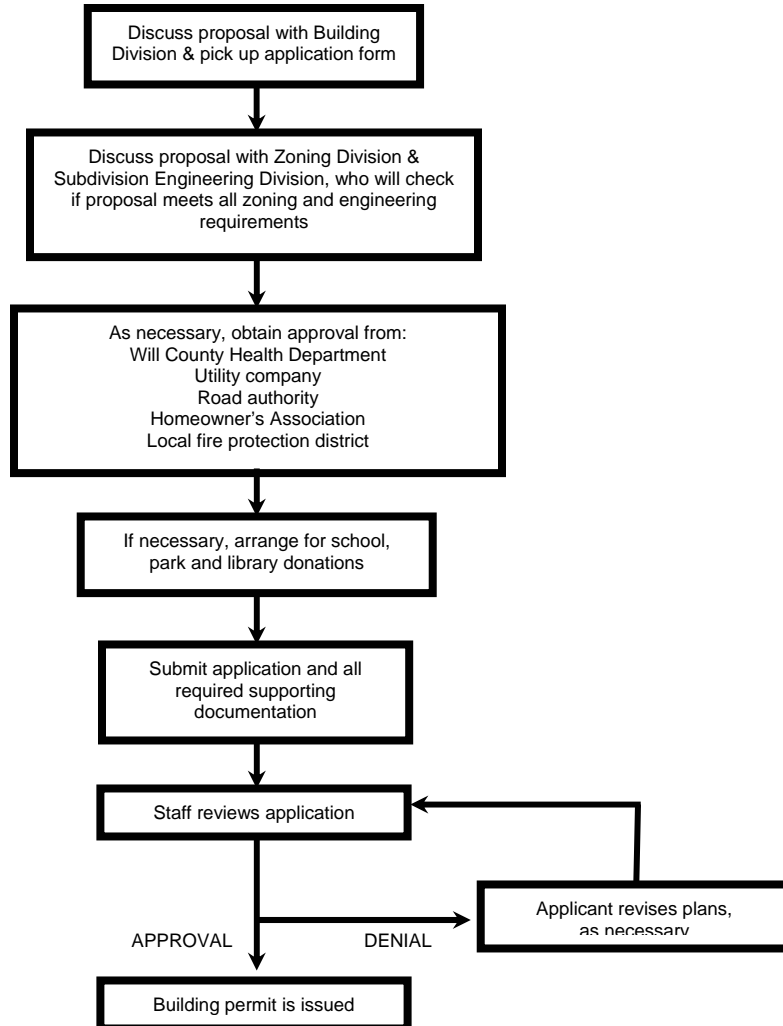 Discuss proposal with Building
Division & pick up application form
Discuss proposal with Zoning Division &
Subdivision Engineering Division, who will check
if proposal meets all zoning and engineering
requirements
As necessary, obtain approval from:
Will County Health Department
Utility company
Road authority
Homeowner’s Association
Local fire protection district
If necessary, arrange for school,
park and library donations
Submit application and all
required supporting
documentation
Staff reviews application
Applicant revises plans,
as necessary
APPROVAL
DENIAL
Building permit is issued